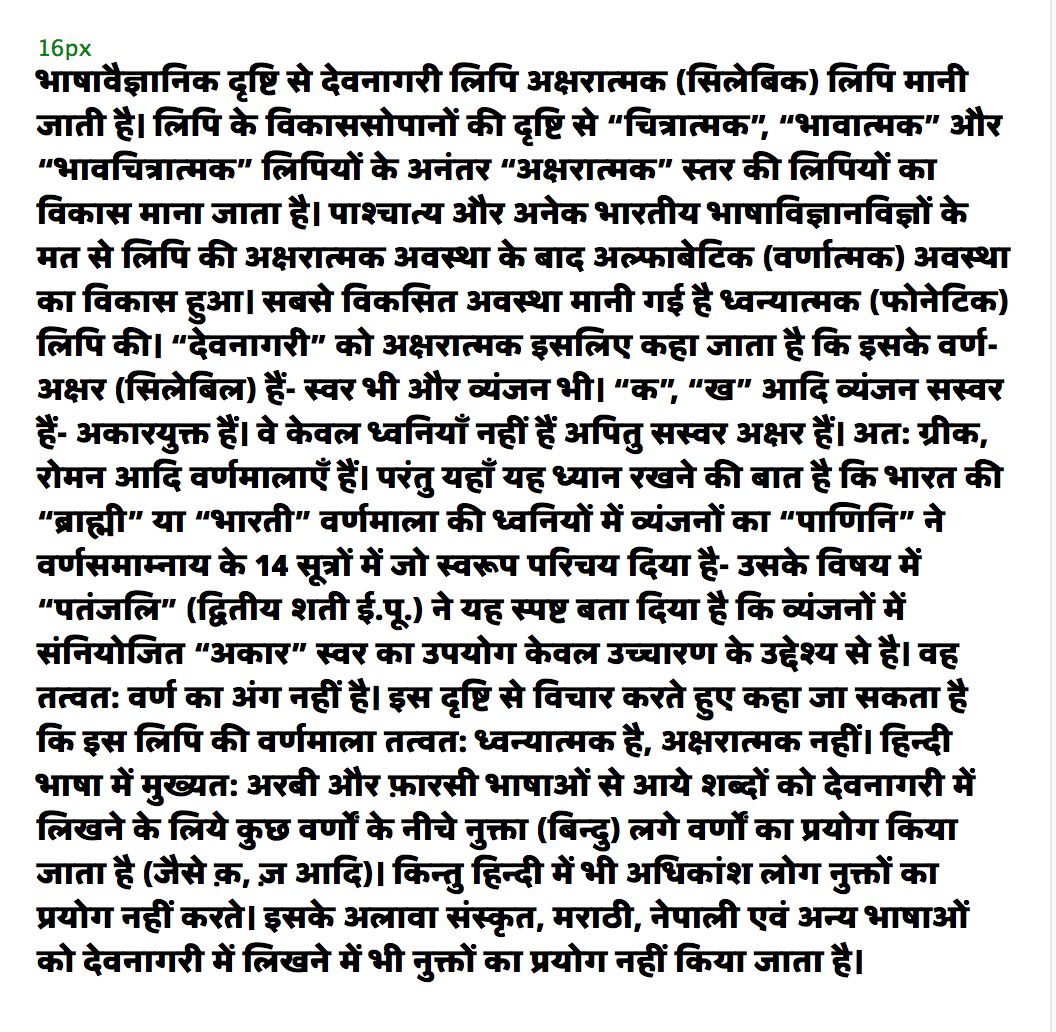 16px
भाषावैज्ञानिक दृष्टि से देवनागरी लिपि अक्षरात्मक (सिलेबिक) लिपि मानी
जाती है। लिपि के विकाससोपानों की दृष्टि से “चित्रात्मक”, “भावात्मक” और
“भावचित्रात्मक” लिपियों के अनंतर “अक्षरात्मक” स्तर की लिपियों का
विकास माना जाता है। पाश्चात्य और अनेक भारतीय भाषाविज्ञानविज्ञों के
मत से लिपि की अक्षरात्मक अवस्था के बाद अल्फाबेटिक (वर्णात्मक) अवस्था
का विकास हुआ। सबसे विकसित अवस्था मानी गई है ध्वन्यात्मक (फोनेटिक)
लिपि की। “देवनागरी” को अक्षरात्मक इसलिए कहा जाता है कि इसके वर्ण-
अक्षर (सिलेबिल) हैं- स्वर भी और व्यंजन भी। “क”, “ख” आदि व्यंजन सस्वर
हैं- अकारयुक्त हैं। वे केवल ध्वनियाँ नहीं हैं अपितु सस्वर अक्षर हैं। अत: ग्रीक,
रोमन आदि वर्णमालाएँ हैं। परंतु यहाँ यह ध्यान रखने की बात है कि भारत की
“ब्राह्मी” या “भारती” वर्णमाला की ध्वनियों में व्यंजनों का “पाणिनि” ने
वर्णसमाम्नाय के 14 सूत्रों में जो स्वरूप परिचय दिया है- उसके विषय में
“पतंजलि” (द्वितीय शती ई.पू.) ने यह स्पष्ट बता दिया है कि व्यंजनों में
संनियोजित “अकार” स्वर का उपयोग केवल उच्चारण के उद्देश्य से है। वह
तत्वत: वर्ण का अंग नहीं है। इस दृष्टि से विचार करते हुए कहा जा सकता है
कि इस लिपि की वर्णमाला तत्वत: ध्वन्यात्मक है, अक्षरात्मक नहीं। हिन्दी
भाषा में मुख्यत: अरबी और फ़ारसी भाषाओं से आये शब्दों को देवनागरी में
लिखने के लिये कुछ वर्णों के नीचे नुक्ता (बिन्दु) लगे वर्णों का प्रयोग किया
जाता है (जैसे क़, ज़ आदि)। किन्तु हिन्दी में भी अधिकांश लोग नुक्तों का
प्रयोग नहीं करते। इसके अलावा संस्कृत, मराठी, नेपाली एवं अन्य भाषाओं
को देवनागरी में लिखने में भी नुक्तों का प्रयोग नहीं किया जाता है।